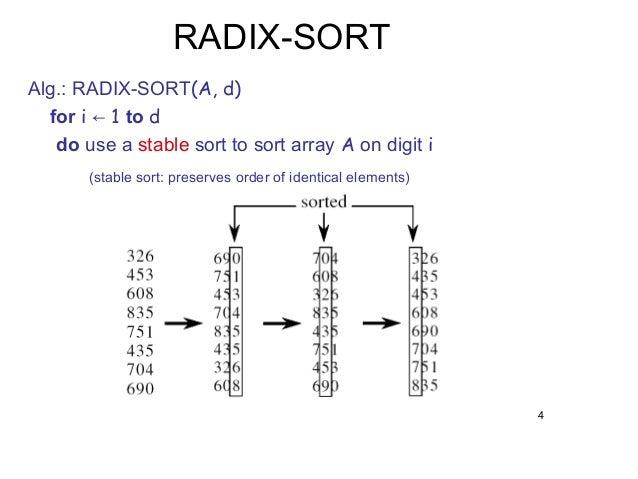 RADIX-SORT
Alg.: RADIX-SORT(A, d)
for i ← 1 to d
do use a stable sort to sort array A on digit i
(stable sort: preserves order of identical elements)
sorted
326 690 704 326
453 751 608 435
608 453 326 453
835 704 835 608
751 835 435 690
435 435 751 704
704 326 453 751
690 608 690 835
4